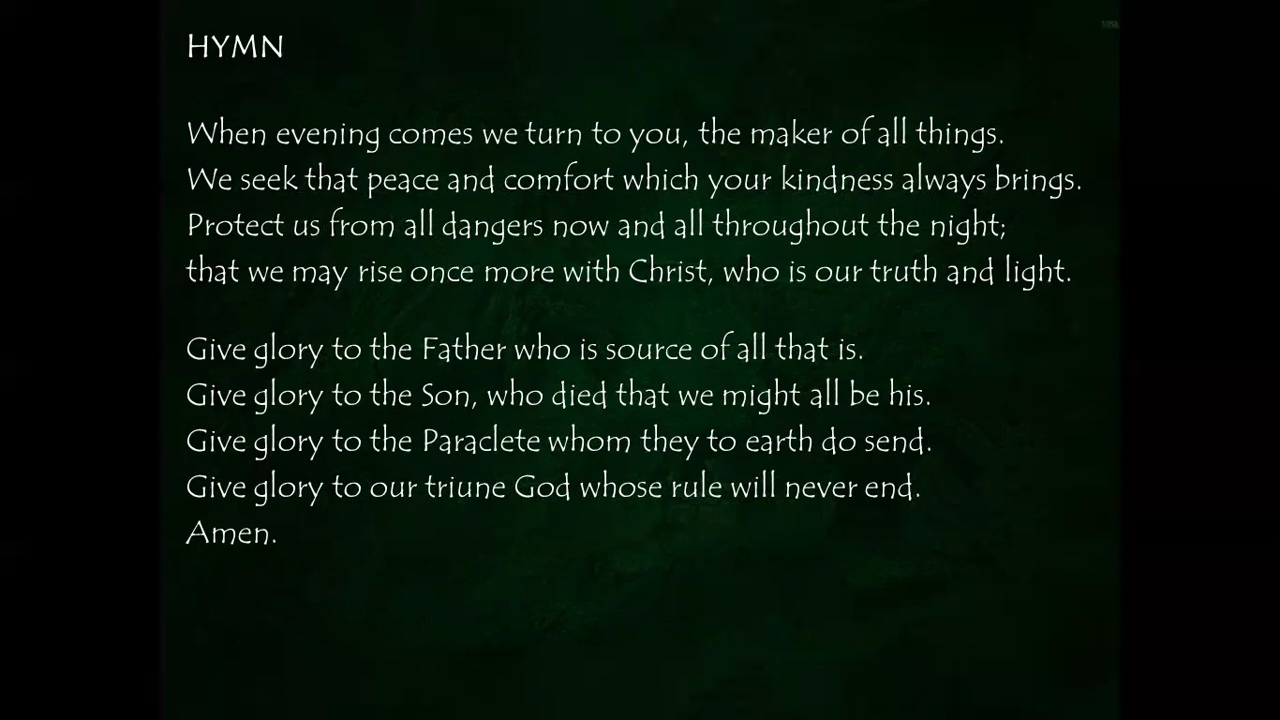 HYMN
When evening comes we turn to you, the maker of all things.
We seek that peace and comfort which your kindness always brings.
Protect us from all dangers now and all throughout the night;
that we may rise once more with Christ, who is our truth and light.
Give glory to the Father who is source of all that is.
Give glory to the Son, who died that we might all be his.
Give glory to the Paraclete whom they to earth do send.
Give glory to our triune God whose rule will never end.
Amen.